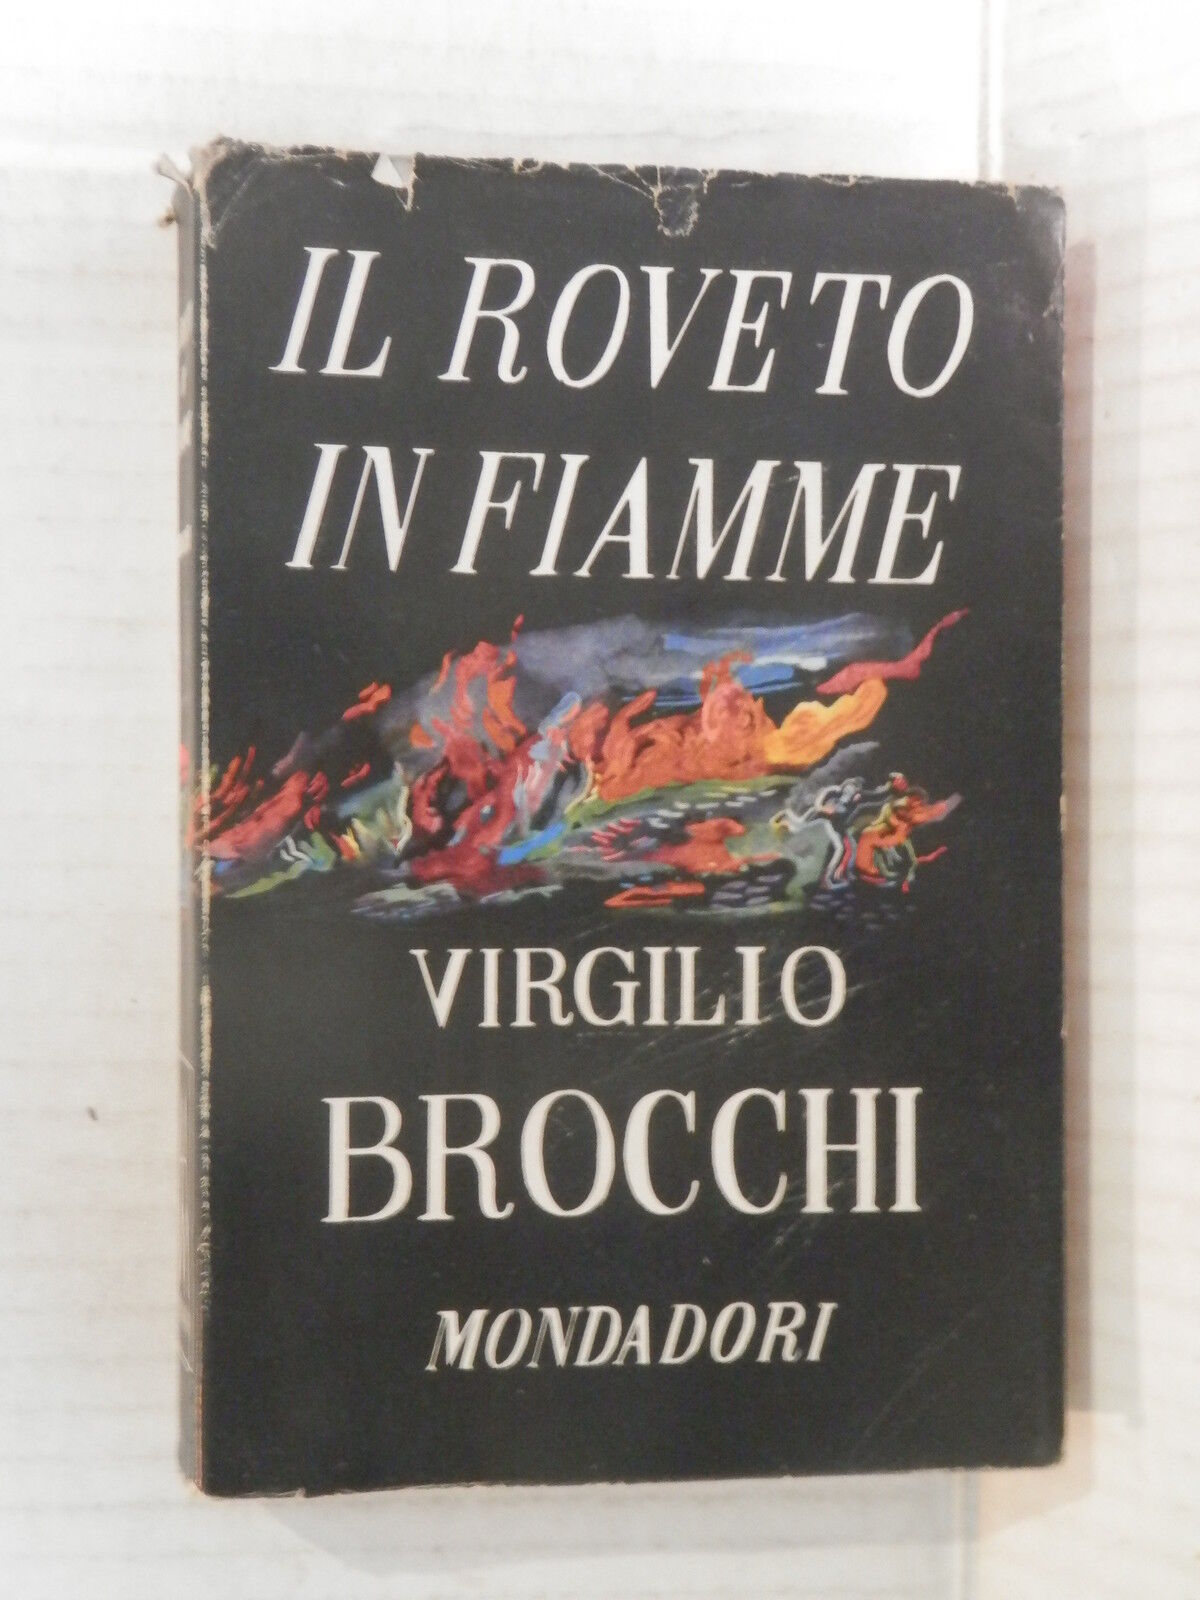 IL ROVETO
IN FIAMME
VIRGILIO
BROCCHI
MONDADORI